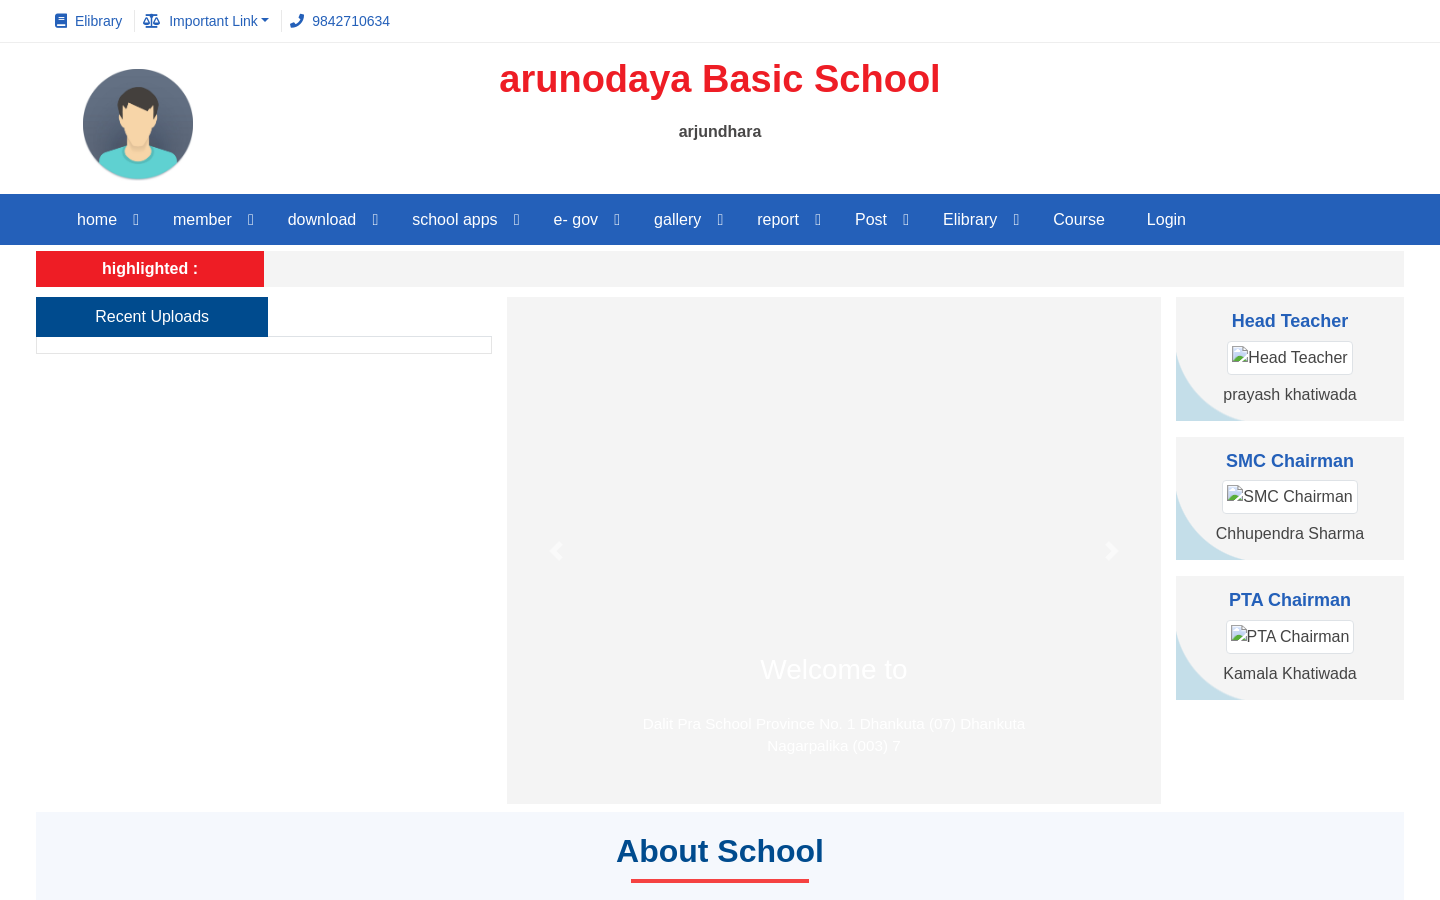 Elibrary Important Link 9842710634
arunodaya Basic School
arjundhara
home member download school apps e- gov gallery report Post Elibrary Course Login
highlighted :
Recent Uploads
Head Teacher
Head Teacher
prayash khatiwada
SMC Chairman
SMC Chairman
Chhupendra Sharma
PTA Chairman
PTA Chairman
Kamala Khatiwada
Welcome to
Dalit Pra School Province No. 1 Dhankuta (07) Dhankuta
Nagarpalika (003) 7
About School